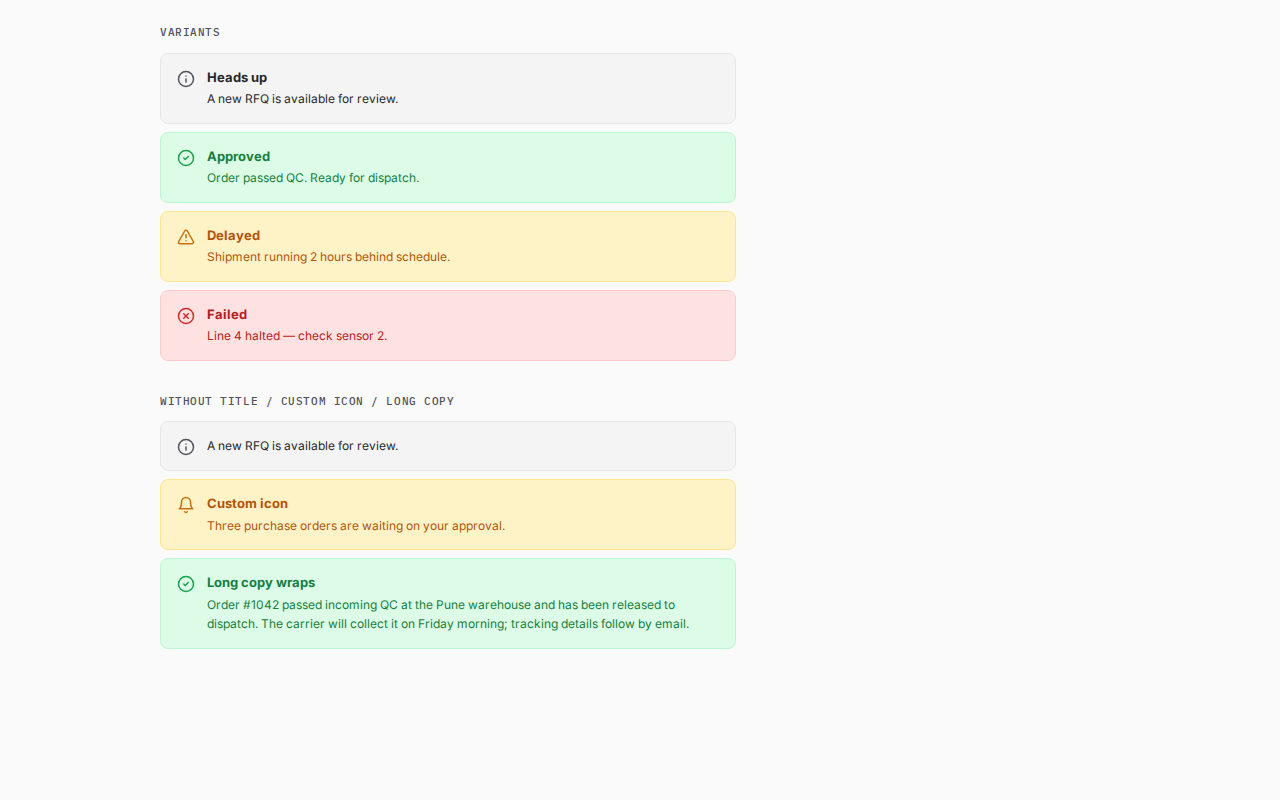 VARIANTS
Heads up
A new RFQ is available for review.
Approved
Order passed QC. Ready for dispatch.
Delayed
Shipment running 2 hours behind schedule.
Failed
Line 4 halted — check sensor 2.
WITHOUT TITLE / CUSTOM ICON / LONG COPY
A new RFQ is available for review.
Custom icon
Three purchase orders are waiting on your approval.
Long copy wraps
Order #1042 passed incoming QC at the Pune warehouse and has been released to
dispatch. The carrier will collect it on Friday morning; tracking details follow by email.